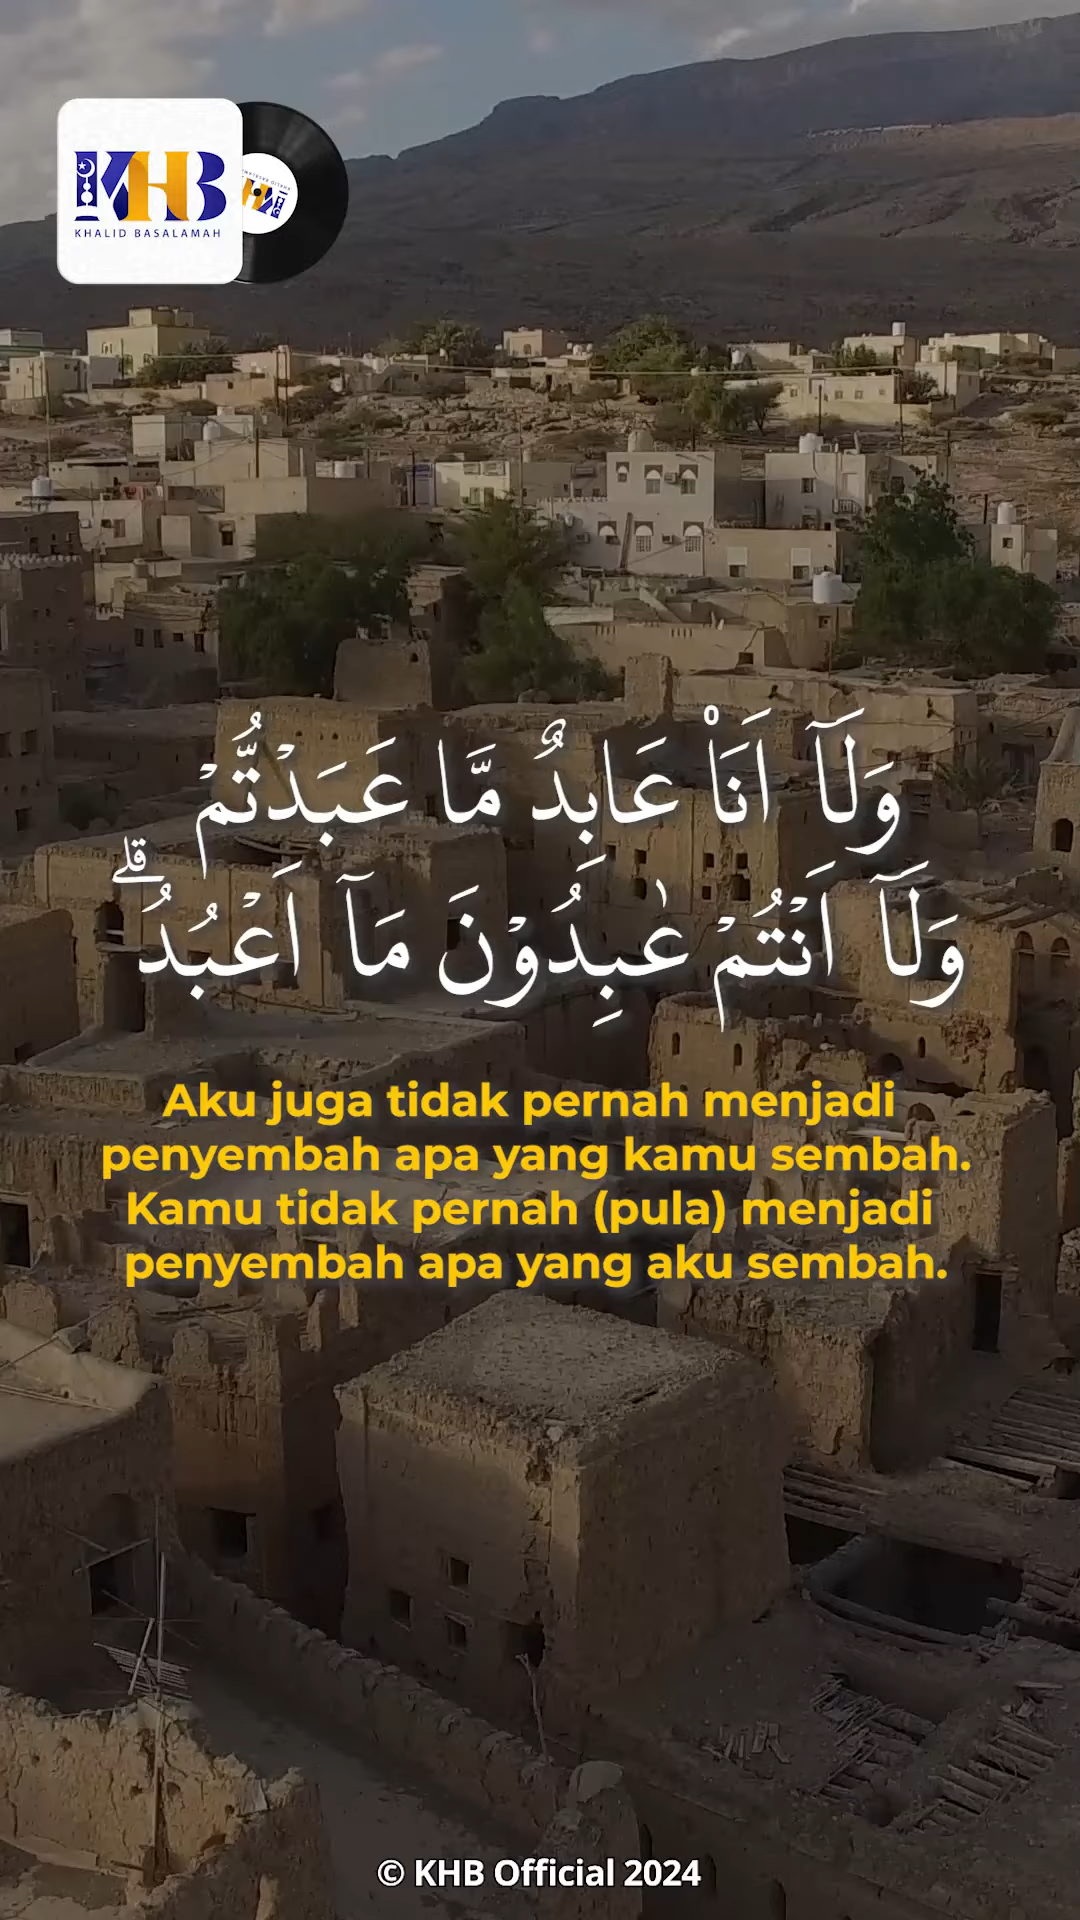 KHB
KHALID BASALAMAH
وَلَآ اَنَا۠ عَابِدٌ مَّا عَبَدْتُّمْ
وَلَآ اَنْتُمْ عٰبِدُوْنَ مَآ اَعْبُدُۗ
Aku juga tidak pernah menjadi
penyembah apa yang kamu sembah.
Kamu tidak pernah (pula) menjadi
penyembah apa yang aku sembah.
© KHB Official 2024